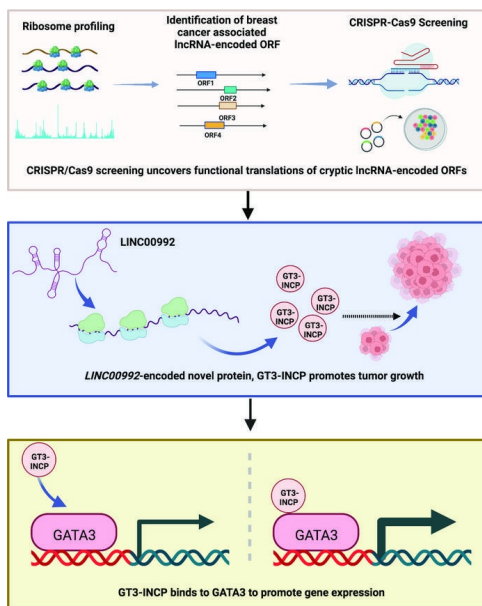 Ribosome profiling
Identification of breast
cancer associated
lncRNA-encoded ORF
CRISPR-Cas9 Screening
ORF1
ORF2
ORF3
ORF4
CRISPR/Cas9 screening uncovers functional translations of cryptic lncRNA-encoded ORFs
LINC00992
GT3-
INCP
GT3-
INCP
GT3-
INCP
GT3-
INCP
GT3-
INCP
LINC00992-encoded novel protein, GT3-INCP promotes tumor growth
GT3-
INCP
GATA3
GT3-
INCP
GATA3
GT3-INCP binds to GATA3 to promote gene expression